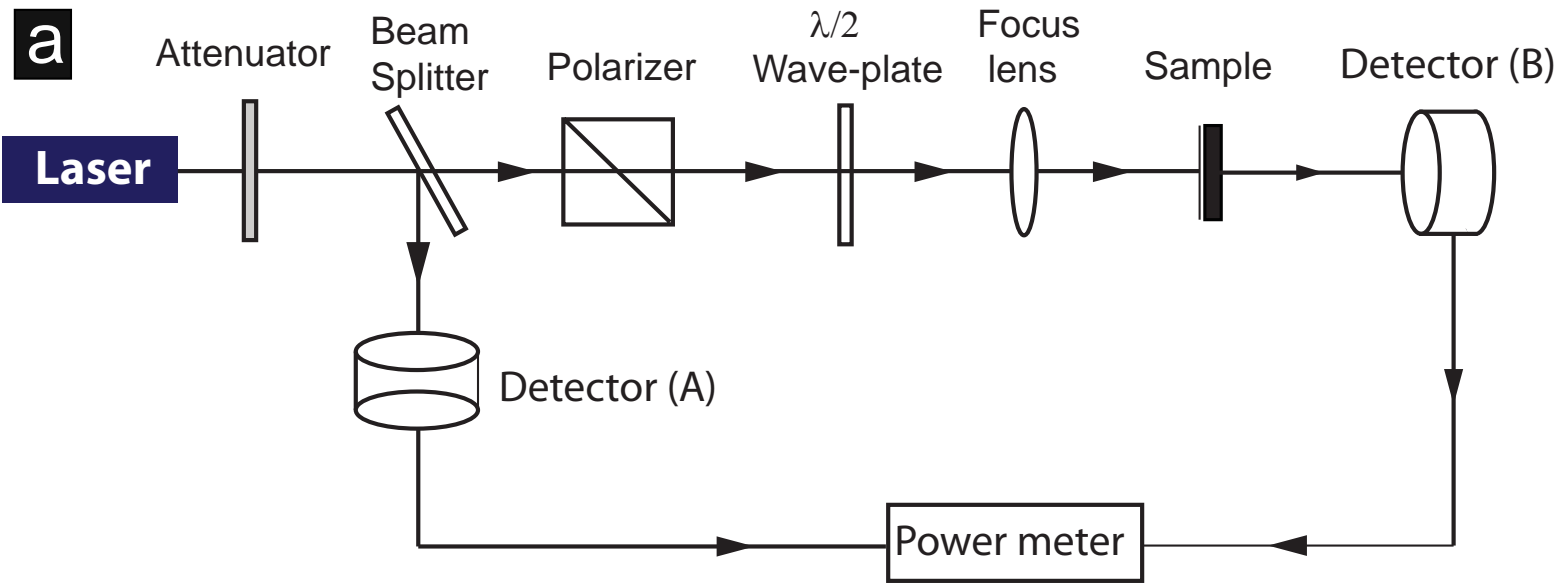 a
Attenuator
Beam
Splitter
Polarizer
λ/2
Wave-plate
Focus
lens
Sample
Detector (B)
Laser
Detector (A)
Power meter